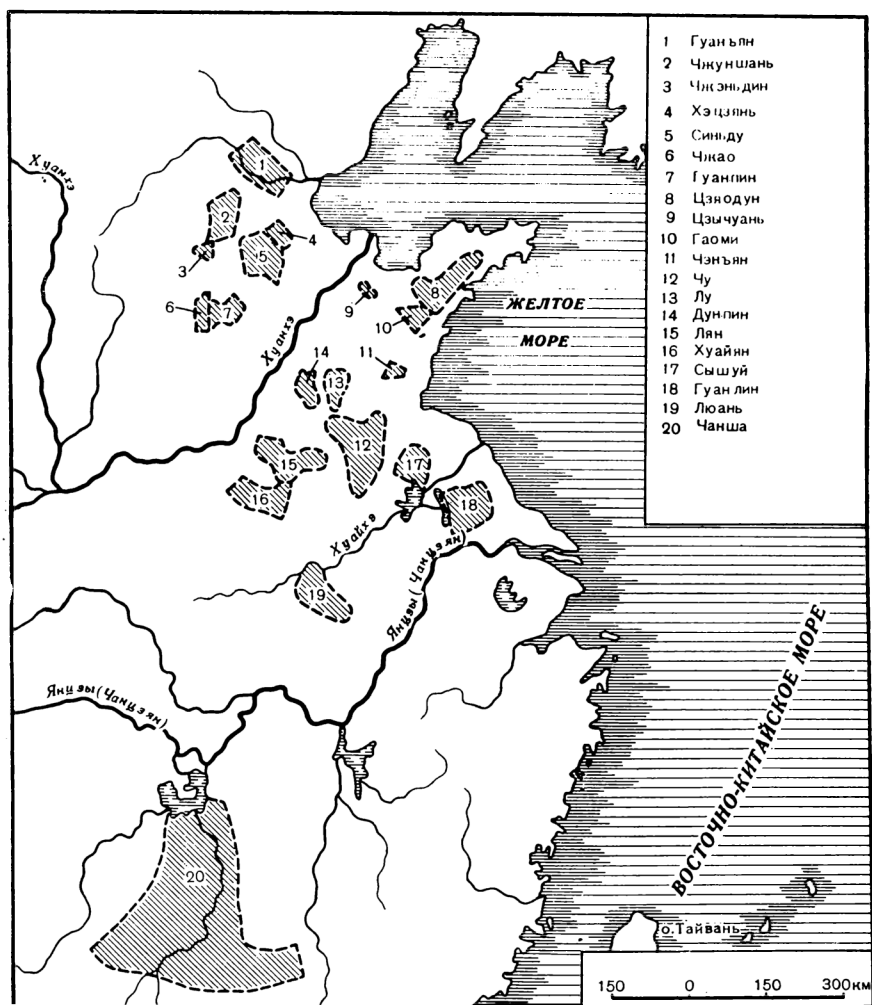 1 Гуанъян
2 Чжуншань
3 Чжэньдин
4 Хэцзянь
5 Синьду
6 Чжао
7 Гуанпин
8 Цзяодун
9 Цзычуань
10 Гаоми
11 Чэнъян
12 Чу
13 Лу
14 Дунпин
15 Лян
16 Хуайян
17 Сышуй
18 Гуанлин
19 Люань
20 Чанша
Хуанхэ
1
2
4
3
5
6
7
8
9
10
ЖЕЛТОЕ
МОРЕ
Хуанхэ
14
13
11
12
15
17
16
18
Хуайхэ
19
Янцзы (Чанцзян)
Янцзы (Чанцзян)
20
ВОСТОЧНО-КИТАЙСКОЕ МОРЕ
о.Тайвань
150 0 150 300км